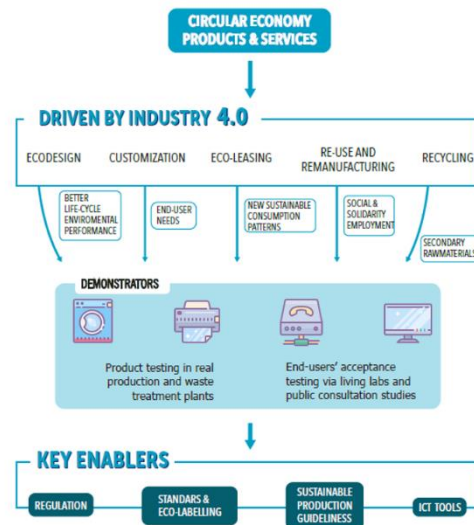 CIRCULAR ECONOMY
PRODUCTS & SERVICES
DRIVEN BY INDUSTRY 4.0
ECODESIGN
CUSTOMIZATION
ECO-LEASING
RE-USE AND
REMANUFACTURING
RECYCLING
BETTER
LIFE-CYCLE
ENVIROMENTAL
PERFORMANCE
END-USER
NEEDS
NEW SUSTAINABLE
CONSUMPTION
PATTERNS
SOCIAL &
SOLIDARITY
EMPLOYMENT
SECONDARY
RAWMATERIALS
DEMONSTRATORS
Product testing in real
production and waste
treatment plants
End-users' acceptance
testing via living labs and
public consultation studies
KEY ENABLERS
REGULATION
STANDARS &
ECO-LABELLING
SUSTAINABLE
PRODUCTION
GUIDELINESS
ICT TOOLS